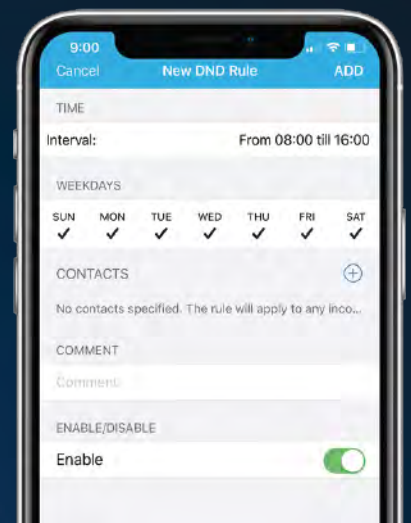 9:00
Cancel New DND Rule ADD
TIME
Interval: From 08:00 till 16:00
WEEKDAYS
SUN MON TUE WED THU FRI SAT
CONTACTS
No contacts specified. The rule will apply to any inco...
COMMENT
Comment
ENABLE/DISABLE
Enable